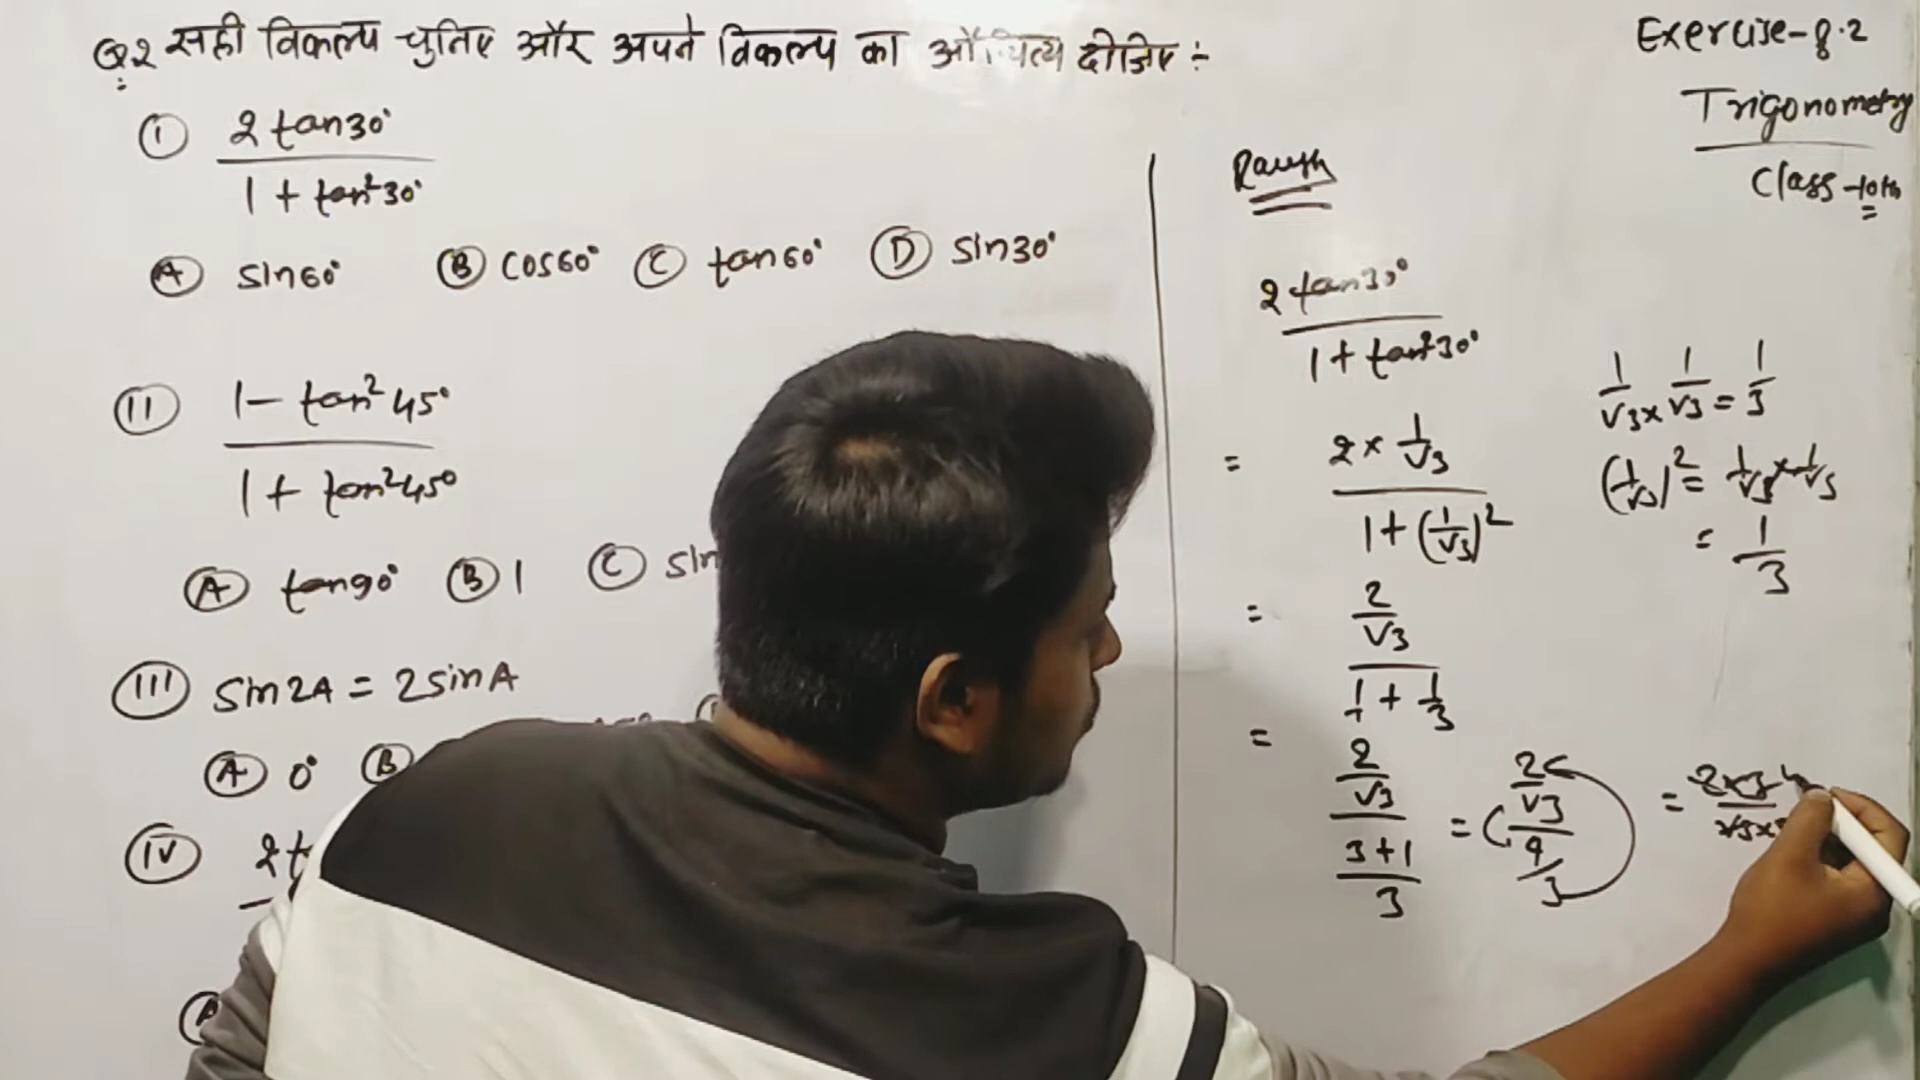 Q.2 सही विकल्प चुनिए और अपने विकल्प का औचित्य दीजिए :-
Exercise-8.2
Trigonometry
Class-10th
(I) 2 tan30°
1 + tan²30°
(A) sin60° (B) cos60° (C) tan60° (D) sin30°
(II) 1 - tan²45°
1 + tan²45°
(A) tan90° (B) 1 (C) sin
(III) sin2A = 2sinA
(A) 0° (B)
(IV) 2t
(A)
Rough
2 tan30°
1 + tan²30°
= 2 × 1/√3
1 + (1/√3)²
= 2/√3
1/1 + 1/3
= 2/√3
3+1
3
= 2/√3
4/3
= 2×3
√3×
1/√3 × 1/√3 = 1/3
(1/√3)² = 1/√3 × 1/√3
= 1/3